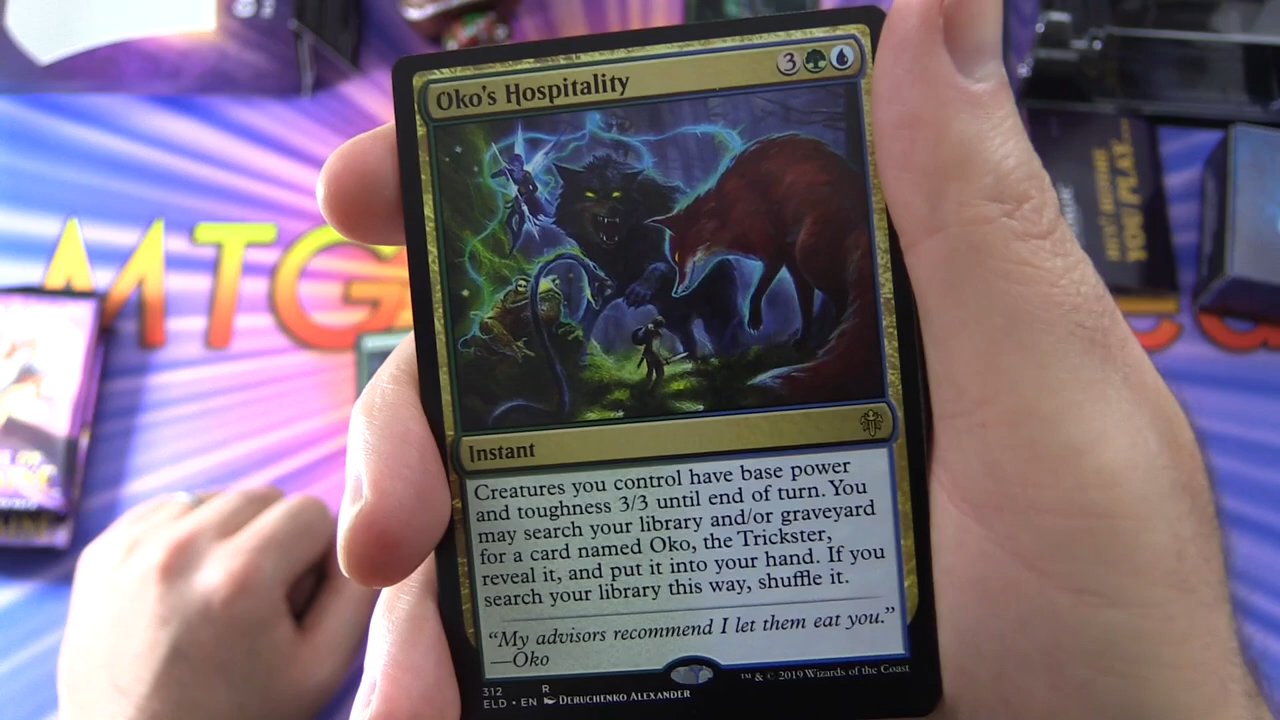 Oko's Hospitality
3
MTG
Instant
Creatures you control have base power
and toughness 3/3 until end of turn. You
may search your library and/or graveyard
for a card named Oko, the Trickster,
reveal it, and put it into your hand. If you
search your library this way, shuffle it.
“My advisors recommend I let them eat you.”
—Oko
312 R
ELD • EN DERUCHENKO ALEXANDER
™ & © 2019 Wizards of the Coast
YOU PLAY